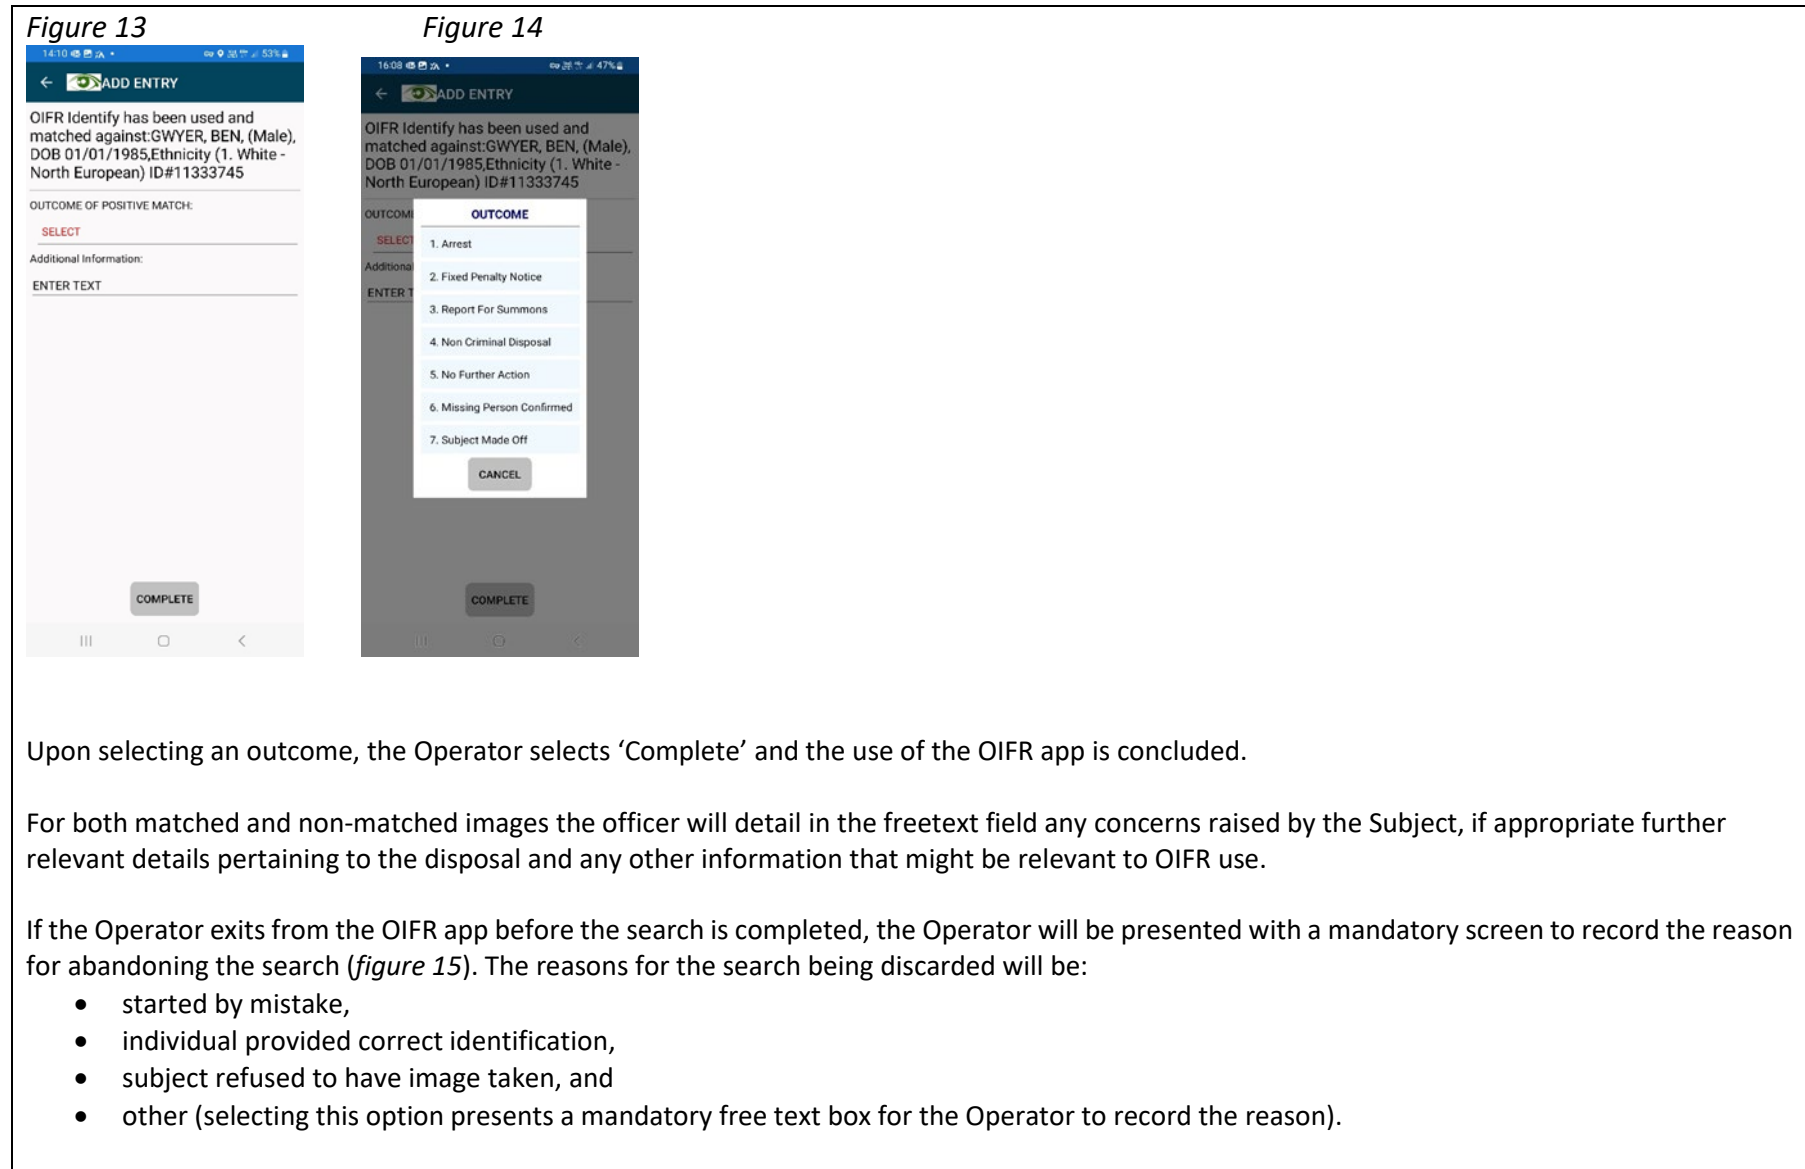 Figure 13
Figure 14
14:10
53%
ADD ENTRY
OIFR Identify has been used and
matched against:GWYER, BEN, (Male),
DOB 01/01/1985,Ethnicity (1. White -
North European) ID#11333745
OUTCOME OF POSITIVE MATCH:
SELECT
Additional Information:
ENTER TEXT
COMPLETE
16:08
47%
ADD ENTRY
OIFR Identify has been used and
matched against:GWYER, BEN, (Male),
DOB 01/01/1985,Ethnicity (1. White -
North European) ID#11333745
OUTCOM
SELECT
Additional
ENTER T
OUTCOME
1. Arrest
2. Fixed Penalty Notice
3. Report For Summons
4. Non Criminal Disposal
5. No Further Action
6. Missing Person Confirmed
7. Subject Made Off
CANCEL
COMPLETE
Upon selecting an outcome, the Operator selects ‘Complete’ and the use of the OIFR app is concluded.
For both matched and non-matched images the officer will detail in the freetext field any concerns raised by the Subject, if appropriate further
relevant details pertaining to the disposal and any other information that might be relevant to OIFR use.
If the Operator exits from the OIFR app before the search is completed, the Operator will be presented with a mandatory screen to record the reason
for abandoning the search (figure 15). The reasons for the search being discarded will be:
• started by mistake,
• individual provided correct identification,
• subject refused to have image taken, and
• other (selecting this option presents a mandatory free text box for the Operator to record the reason).